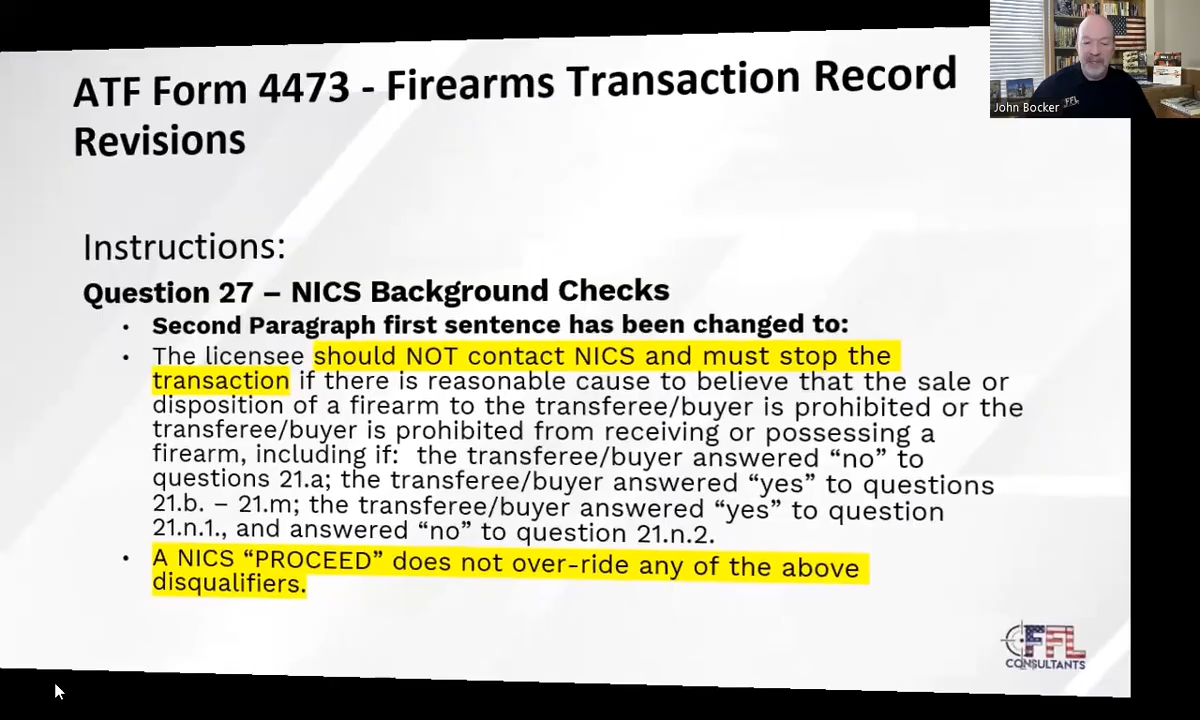 ATF Form 4473 - Firearms Transaction Record
Revisions
John Bocker
FFL
Instructions:
Question 27 – NICS Background Checks
• Second Paragraph first sentence has been changed to:
• The licensee should NOT contact NICS and must stop the
transaction if there is reasonable cause to believe that the sale or
disposition of a firearm to the transferee/buyer is prohibited or the
transferee/buyer is prohibited from receiving or possessing a
firearm, including if: the transferee/buyer answered “no” to
questions 21.a; the transferee/buyer answered “yes” to questions
21.b. – 21.m; the transferee/buyer answered “yes” to question
21.n.1., and answered “no” to question 21.n.2.
• A NICS “PROCEED” does not over-ride any of the above
disqualifiers.
FFL
CONSULTANTS